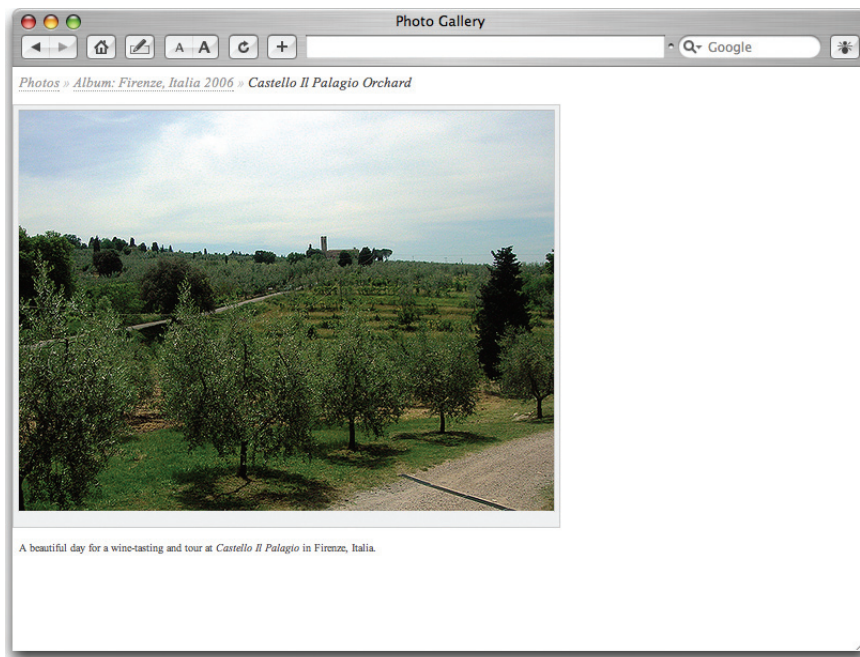 Photo Gallery
A A
Google
Photos » Album: Firenze, Italia 2006 » Castello Il Palagio Orchard
A beautiful day for a wine-tasting and tour at Castello Il Palagio in Firenze, Italia.